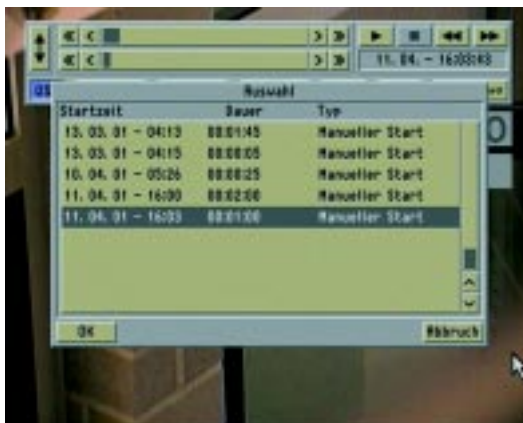 11. 04. - 16:03:43
Auswahl
Startzeit Dauer Typ
13. 03. 01 - 04:13 00:01:45 Manueller Start
13. 03. 01 - 04:15 00:00:05 Manueller Start
10. 04. 01 - 05:26 00:00:25 Manueller Start
11. 04. 01 - 16:00 00:02:00 Manueller Start
11. 04. 01 - 16:03 00:01:00 Manueller Start
OK Abbruch